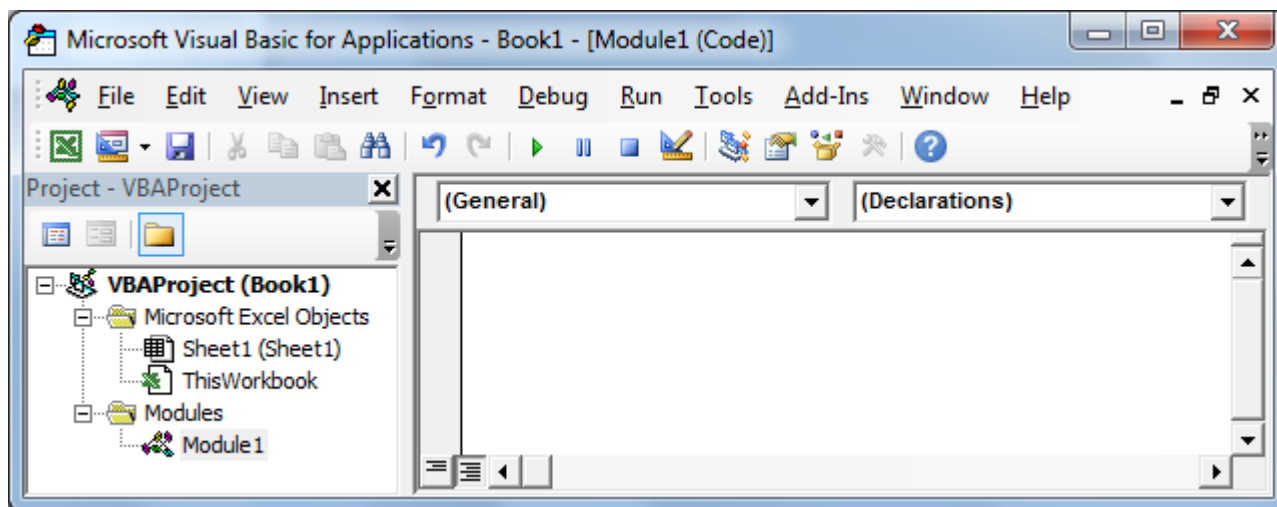 Microsoft Visual Basic for Applications - Book1 - [Module1 (Code)]
File Edit View Insert Format Debug Run Tools Add-Ins Window Help
Project - VBAProject
(General) (Declarations)
VBAProject (Book1)
Microsoft Excel Objects
Sheet1 (Sheet1)
ThisWorkbook
Modules
Module1